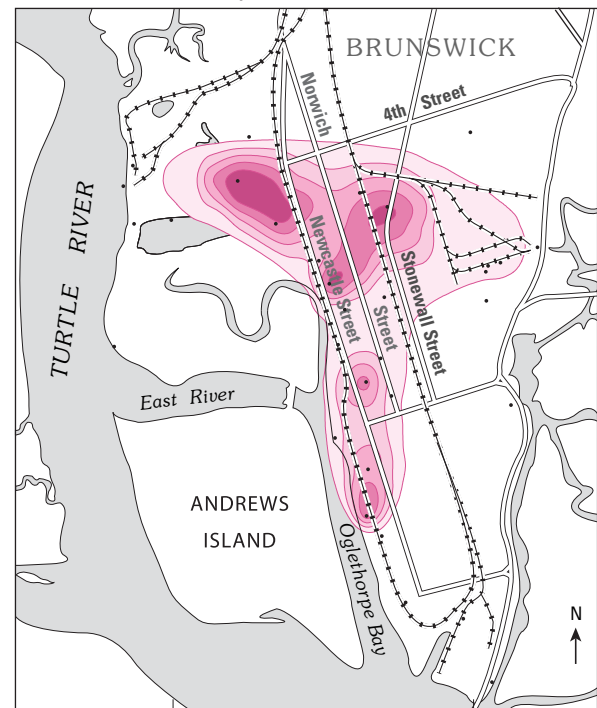 BRUNSWICK
Norwich
Street
4th Street
TURTLE RIVER
Newcastle Street
Stonewall Street
East River
ANDREWS
ISLAND
Oglethorpe Bay
N